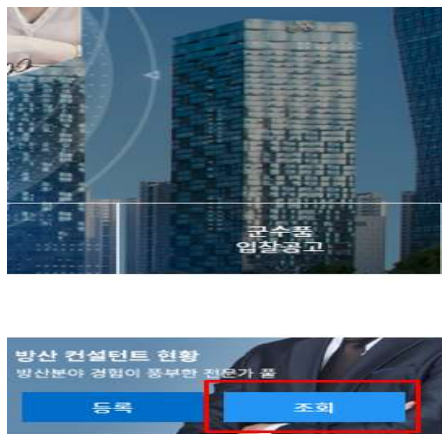 군수품
입찰공고
방산 컨설턴트 현황
방산분야 경험이 풍부한 전문가 풀
등록
조회